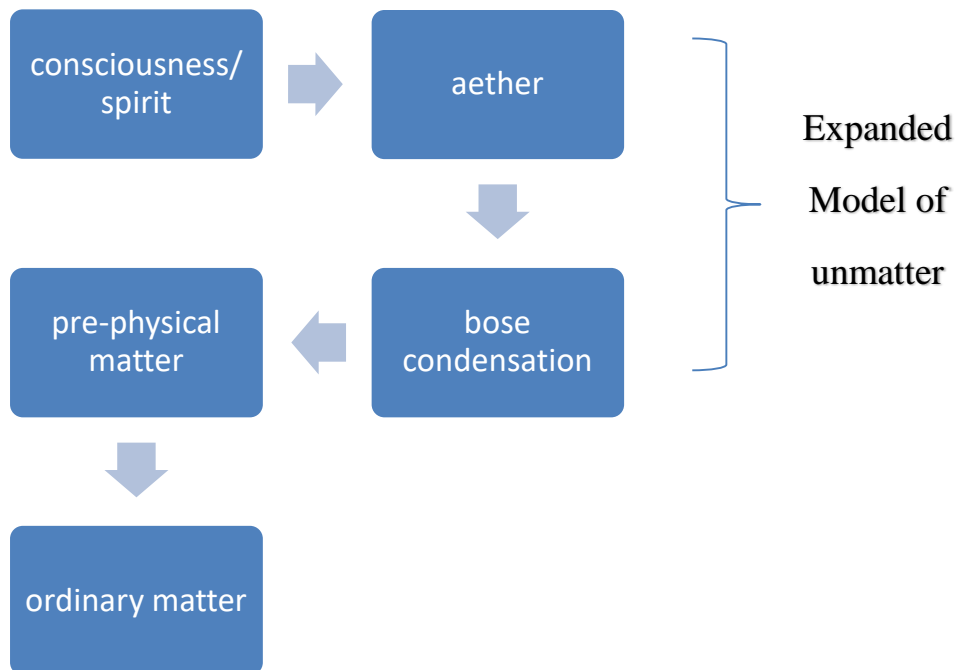 consciousness/
spirit
aether
Expanded
Model of
unmatter
pre-physical
matter
bose
condensation
ordinary matter